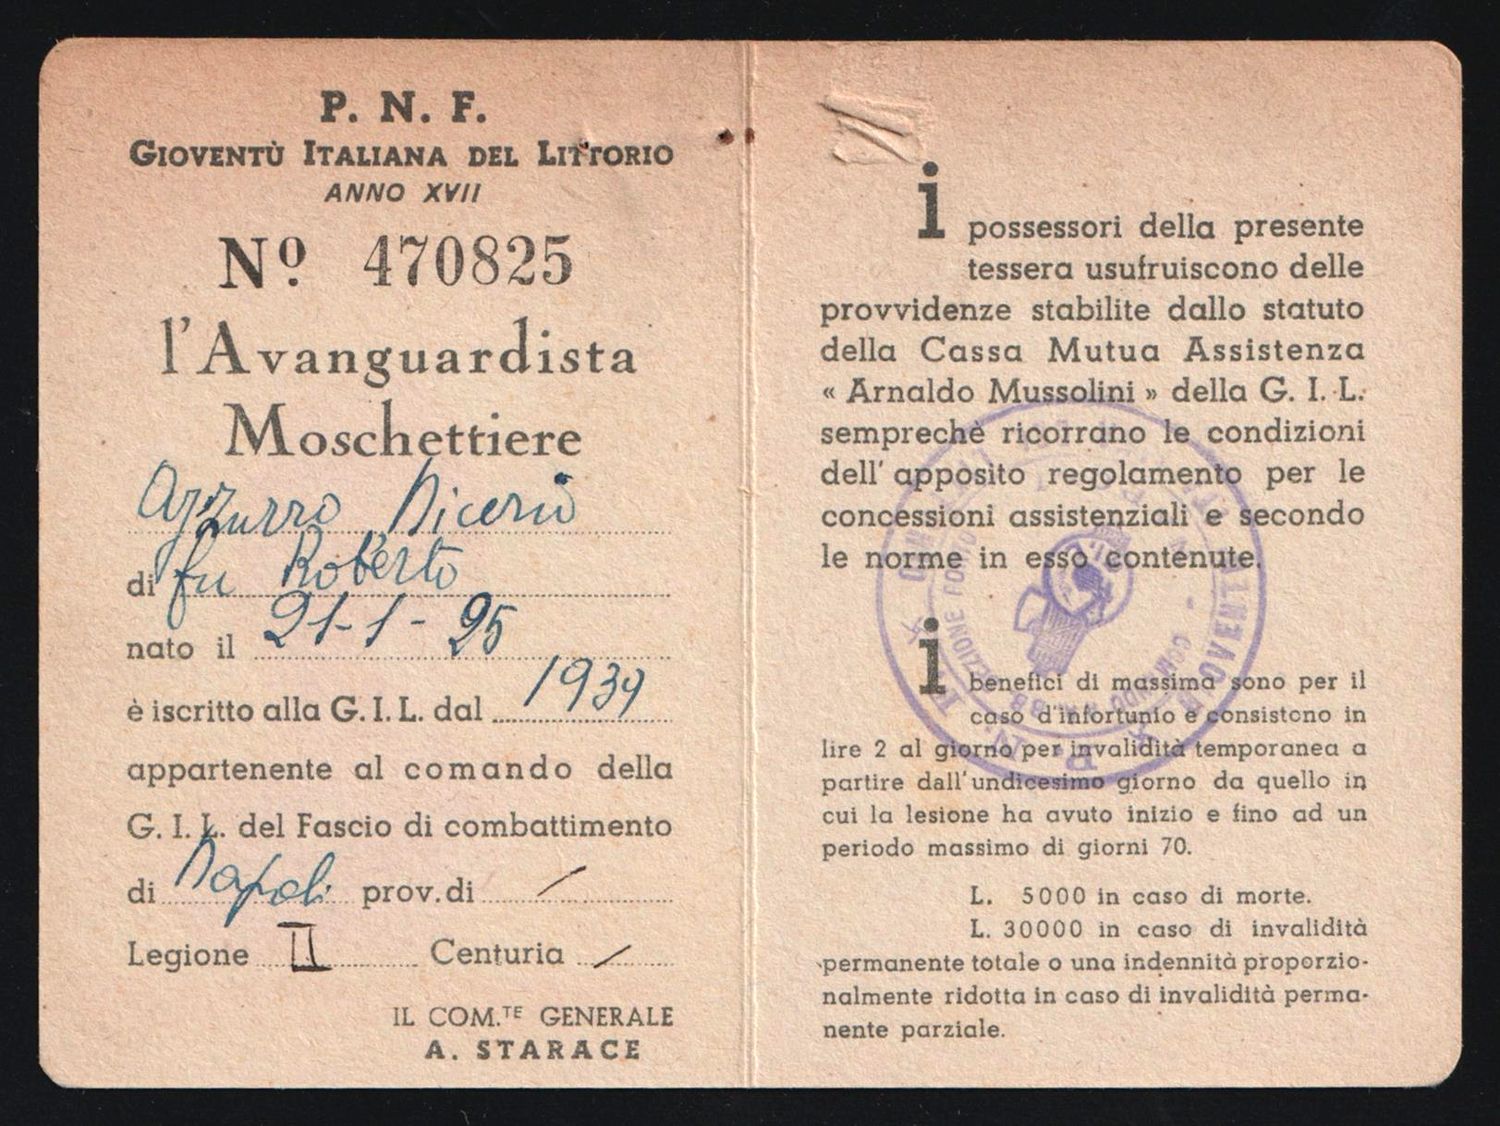 P. N. F.
GIOVENTÙ ITALIANA DEL LITTORIO
ANNO XVII
Nº 470825
l'Avanguardista
Moschettiere
Azzurro Nicerio
di fu Roberto
nato il 21-1-25
è iscritto alla G. I. L. dal 1939
appartenente al comando della
G. I. L. del Fascio di combattimento
di Napoli prov. di /
Legione II Centuria /
IL COM.TE GENERALE
A. STARACE
i possessori della presente
tessera usufruiscono delle
provvidenze stabilite dallo statuto
della Cassa Mutua Assistenza
« Arnaldo Mussolini » della G. I. L.
sempreché ricorrano le condizioni
dell' apposito regolamento per le
concessioni assistenziali e secondo
le norme in esso contenute.
i benefici di massima sono per il
caso d'infortunio e consistono in
lire 2 al giorno per invalidità temporanea a
partire dall'undicesimo giorno da quello in
cui la lesione ha avuto inizio e fino ad un
periodo massimo di giorni 70.
L. 5000 in caso di morte.
L. 30000 in caso di invalidità
permanente totale o una indennità proporzio-
nalmente ridotta in caso di invalidità perma-
nente parziale.